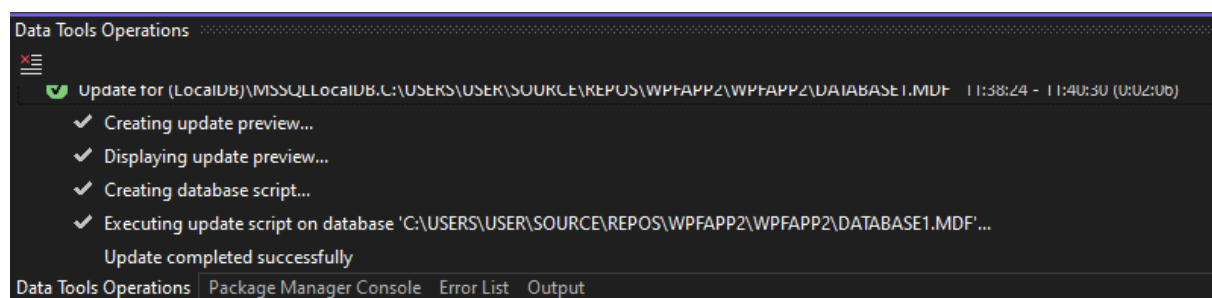 Data Tools Operations
Update for (LocalDB)\MSSQLLocalDB.C:\USERS\USER\SOURCE\REPOS\WPFAPP2\WPFAPP2\DATABASE1.MDF 11:38:24 - 11:40:30 (0:02:06)
Creating update preview...
Displaying update preview...
Creating database script...
Executing update script on database 'C:\USERS\USER\SOURCE\REPOS\WPFAPP2\WPFAPP2\DATABASE1.MDF'...
Update completed successfully
Data Tools Operations Package Manager Console Error List Output